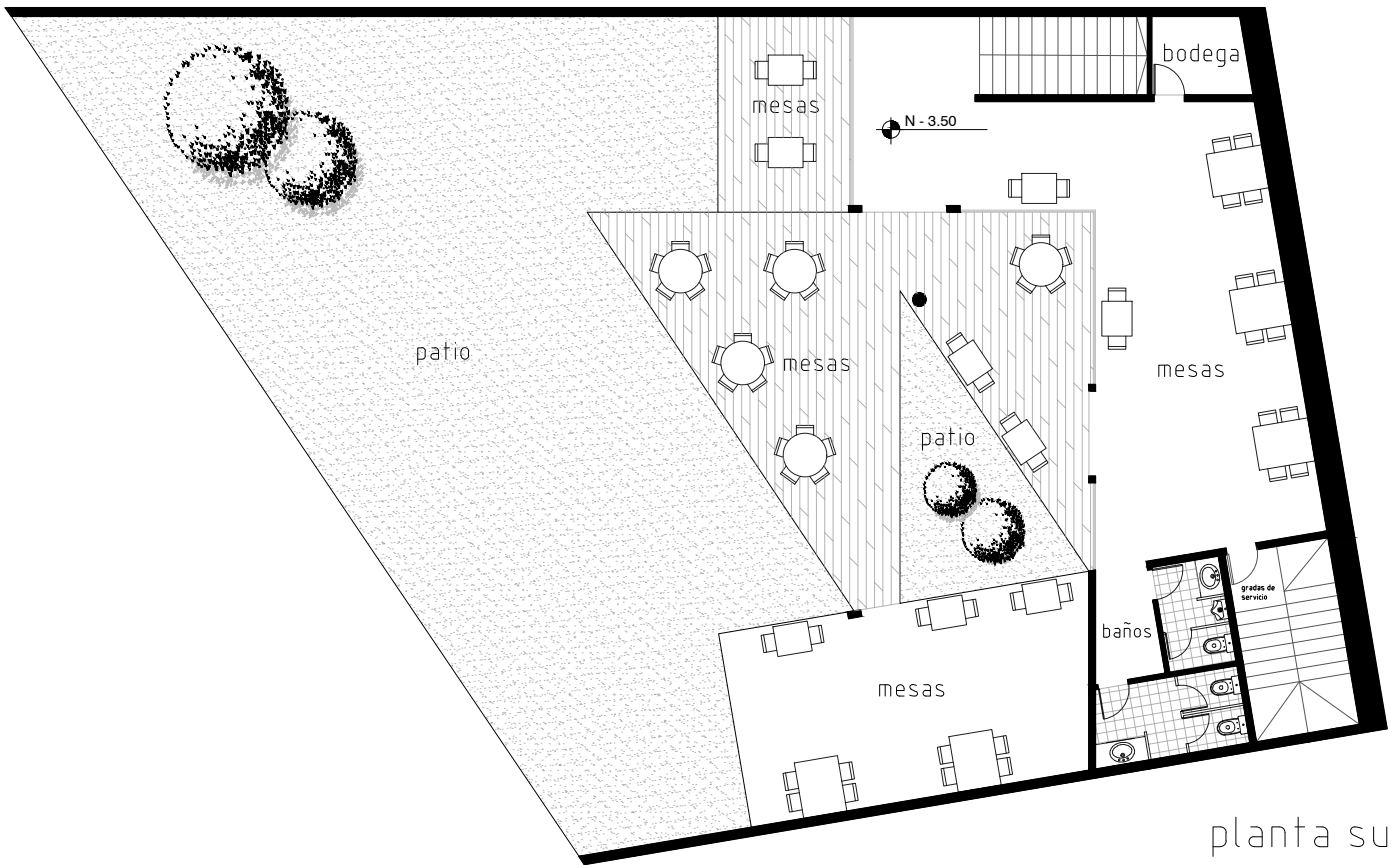 bodega
mesas
N - 3.50
patio
mesas
mesas
patio
gradas de
servicio
baños
mesas
planta su